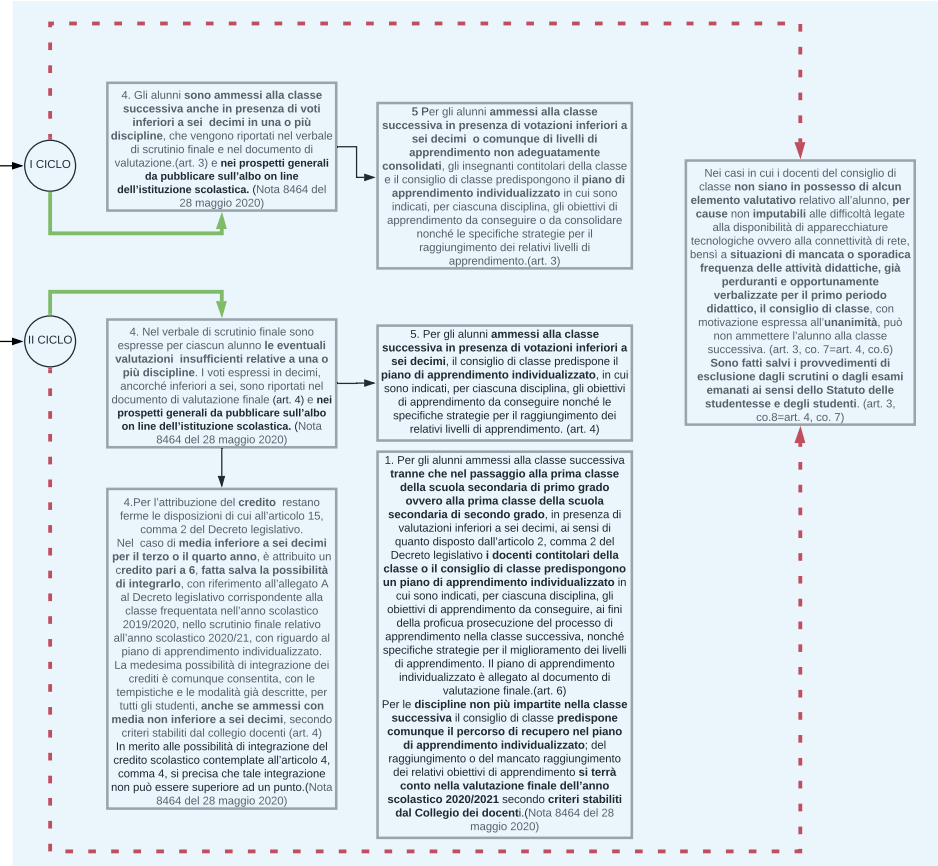 I CICLO
4. Gli alunni sono ammessi alla classe
successiva anche in presenza di voti
inferiori a sei decimi in una o più
discipline, che vengono riportati nel verbale
di scrutinio finale e nel documento di
valutazione.(art. 3) e nei prospetti generali
da pubblicare sull'albo on line
dell'istituzione scolastica. (Nota 8464 del
28 maggio 2020)
5 Per gli alunni ammessi alla classe
successiva in presenza di votazioni inferiori a
sei decimi o comunque di livelli di
apprendimento non adeguatamente
consolidati, gli insegnanti contitolari della classe
e il consiglio di classe predispongono il piano di
apprendimento individualizzato in cui sono
indicati, per ciascuna disciplina, gli obiettivi di
apprendimento da conseguire o da consolidare
nonché le specifiche strategie per il
raggiungimento dei relativi livelli di
apprendimento.(art. 3)
Nei casi in cui i docenti del consiglio di
classe non siano in possesso di alcun
elemento valutativo relativo all'alunno, per
cause non imputabili alle difficoltà legate
alla disponibilità di apparecchiature
tecnologiche ovvero alla connettività di rete,
bensì a situazioni di mancata o sporadica
frequenza delle attività didattiche, già
perduranti e opportunamente
verbalizzate per il primo periodo
didattico, il consiglio di classe, con
motivazione espressa all'unanimità, può
non ammettere l'alunno alla classe
successiva. (art. 3, co. 7=art. 4, co.6)
Sono fatti salvi i provvedimenti di
esclusione dagli scrutini o dagli esami
emanati ai sensi dello Statuto delle
studentesse e degli studenti. (art. 3,
co.8=art. 4, co. 7)
II CICLO
4. Nel verbale di scrutinio finale sono
espresse per ciascun alunno le eventuali
valutazioni insufficienti relative a una o
più discipline. I voti espressi in decimi,
ancorché inferiori a sei, sono riportati nel
documento di valutazione finale (art. 4) e nei
prospetti generali da pubblicare sull'albo
on line dell'istituzione scolastica. (Nota
8464 del 28 maggio 2020)
5. Per gli alunni ammessi alla classe
successiva in presenza di votazioni inferiori a
sei decimi, il consiglio di classe predispone il
piano di apprendimento individualizzato, in cui
sono indicati, per ciascuna disciplina, gli obiettivi
di apprendimento da conseguire nonché le
specifiche strategie per il raggiungimento dei
relativi livelli di apprendimento. (art. 4)
4.Per l'attribuzione del credito restano
ferme le disposizioni di cui all'articolo 15,
comma 2 del Decreto legislativo.
Nel caso di media inferiore a sei decimi
per il terzo o il quarto anno, è attribuito un
credito pari a 6, fatta salva la possibilità
di integrarlo, con riferimento all'allegato A
al Decreto legislativo corrispondente alla
classe frequentata nell'anno scolastico
2019/2020, nello scrutinio finale relativo
all'anno scolastico 2020/21, con riguardo al
piano di apprendimento individualizzato.
La medesima possibilità di integrazione dei
crediti è comunque consentita, con le
tempistiche e le modalità già descritte, per
tutti gli studenti, anche se ammessi con
media non inferiore a sei decimi, secondo
criteri stabiliti dal collegio docenti (art. 4)
In merito alle possibilità di integrazione del
credito scolastico contemplate all'articolo 4,
comma 4, si precisa che tale integrazione
non può essere superiore ad un punto.(Nota
8464 del 28 maggio 2020)
1. Per gli alunni ammessi alla classe successiva
tranne che nel passaggio alla prima classe
della scuola secondaria di primo grado
ovvero alla prima classe della scuola
secondaria di secondo grado, in presenza di
valutazioni inferiori a sei decimi, ai sensi di
quanto disposto dall'articolo 2, comma 2 del
Decreto legislativo i docenti contitolari della
classe o il consiglio di classe predispongono
un piano di apprendimento individualizzato in
cui sono indicati, per ciascuna disciplina, gli
obiettivi di apprendimento da conseguire, ai fini
della proficua prosecuzione del processo di
apprendimento nella classe successiva, nonché
specifiche strategie per il miglioramento dei livelli
di apprendimento. Il piano di apprendimento
individualizzato è allegato al documento di
valutazione finale.(art. 6)
Per le discipline non più impartite nella classe
successiva il consiglio di classe predispone
comunque il percorso di recupero nel piano
di apprendimento individualizzato; del
raggiungimento o del mancato raggiungimento
dei relativi obiettivi di apprendimento si terrà
conto nella valutazione finale dell'anno
scolastico 2020/2021 secondo criteri stabiliti
dal Collegio dei docenti.(Nota 8464 del 28
maggio 2020)